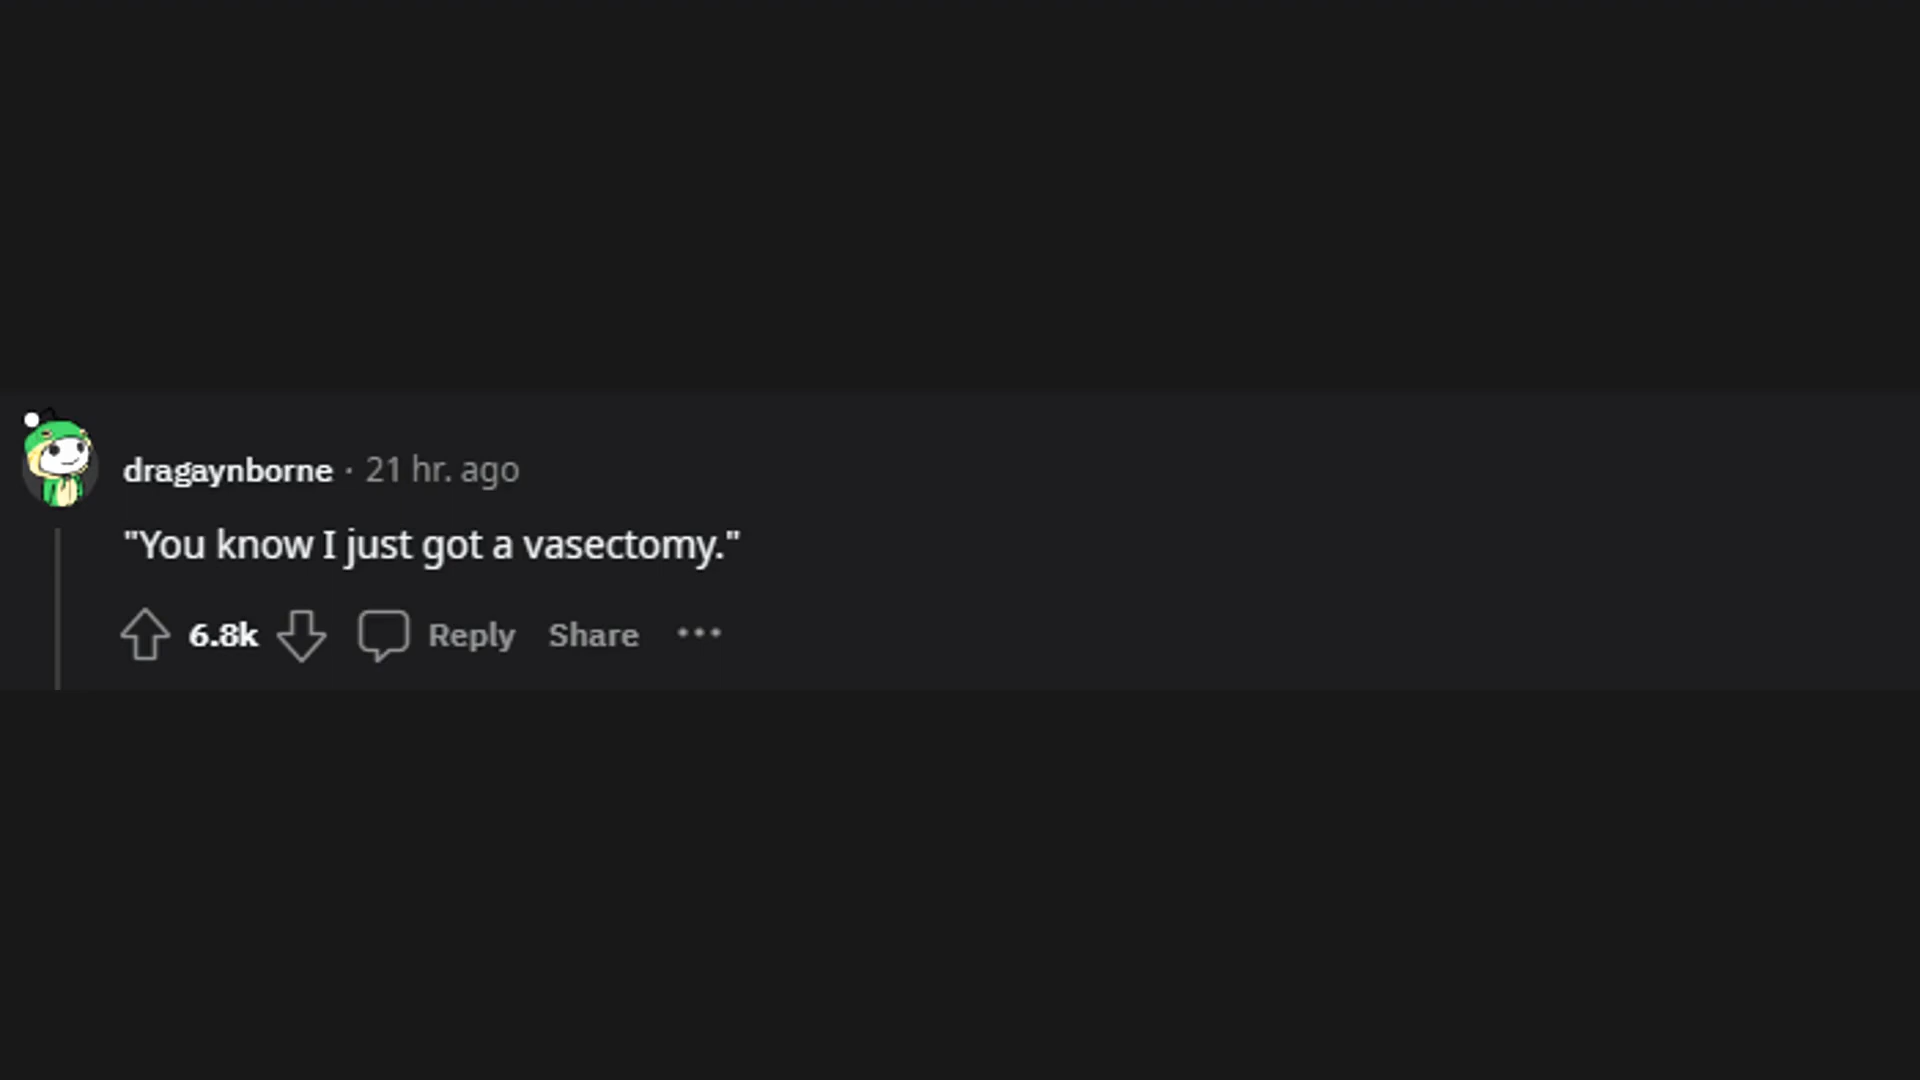 dragaynborne · 21 hr. ago
"You know I just got a vasectomy."
6.8k Reply Share ···